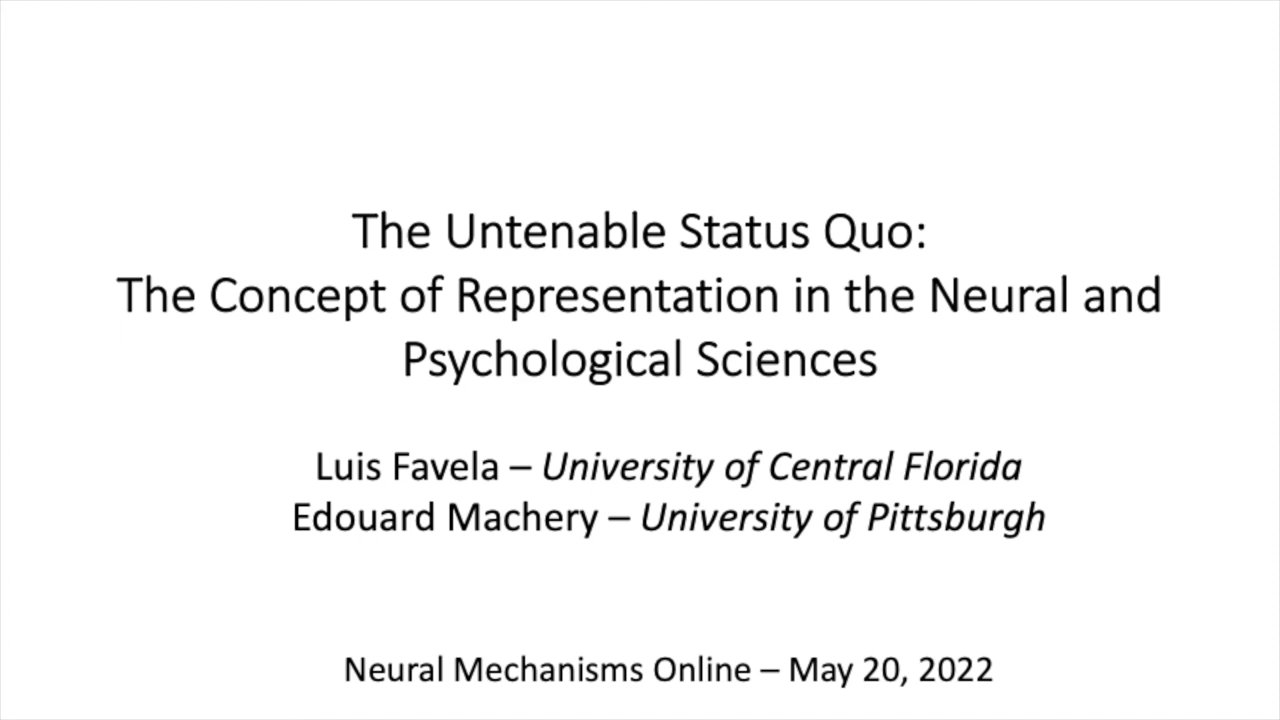 The Untenable Status Quo:
The Concept of Representation in the Neural and
Psychological Sciences
Luis Favela – University of Central Florida
Edouard Machery – University of Pittsburgh
Neural Mechanisms Online – May 20, 2022